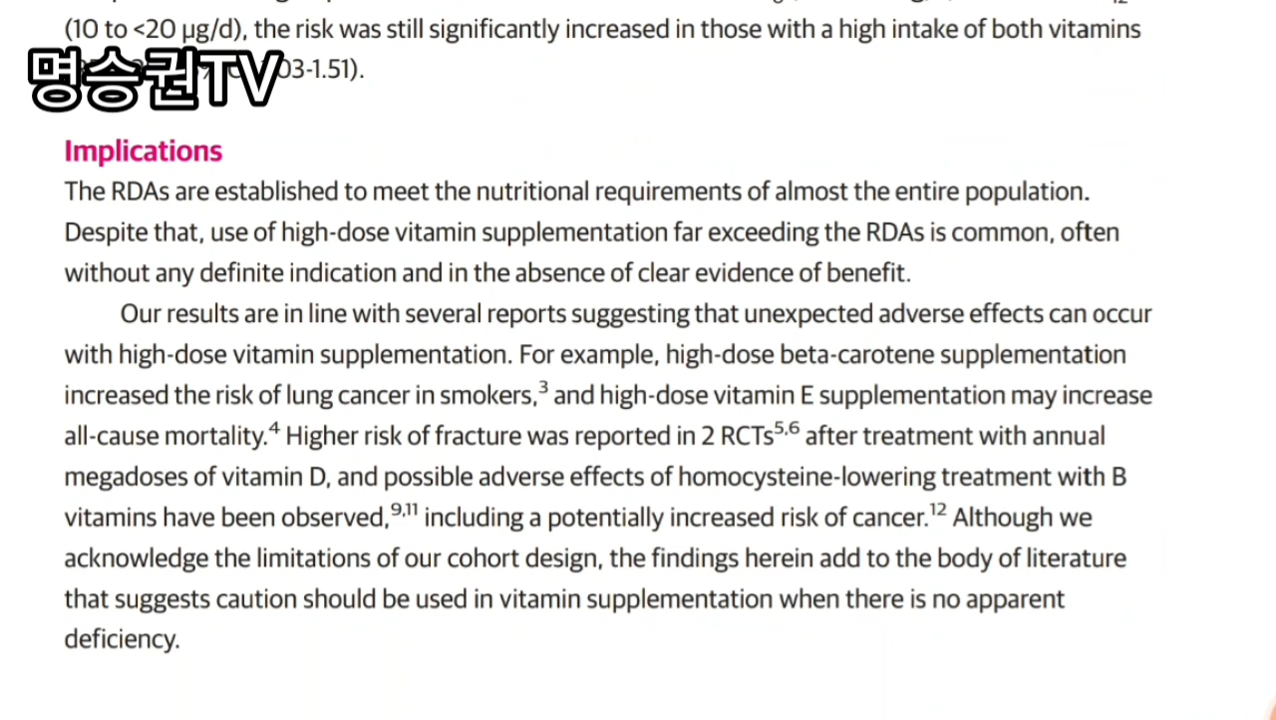 (10 to <20 µg/d), the risk was still significantly increased in those with a high intake of both vitamins
03-1.51).
명승권TV
Implications
The RDAs are established to meet the nutritional requirements of almost the entire population.
Despite that, use of high-dose vitamin supplementation far exceeding the RDAs is common, often
without any definite indication and in the absence of clear evidence of benefit.
Our results are in line with several reports suggesting that unexpected adverse effects can occur
with high-dose vitamin supplementation. For example, high-dose beta-carotene supplementation
increased the risk of lung cancer in smokers,³ and high-dose vitamin E supplementation may increase
all-cause mortality.⁴ Higher risk of fracture was reported in 2 RCTs⁵,⁶ after treatment with annual
megadoses of vitamin D, and possible adverse effects of homocysteine-lowering treatment with B
vitamins have been observed,⁹,¹¹ including a potentially increased risk of cancer.¹² Although we
acknowledge the limitations of our cohort design, the findings herein add to the body of literature
that suggests caution should be used in vitamin supplementation when there is no apparent
deficiency.